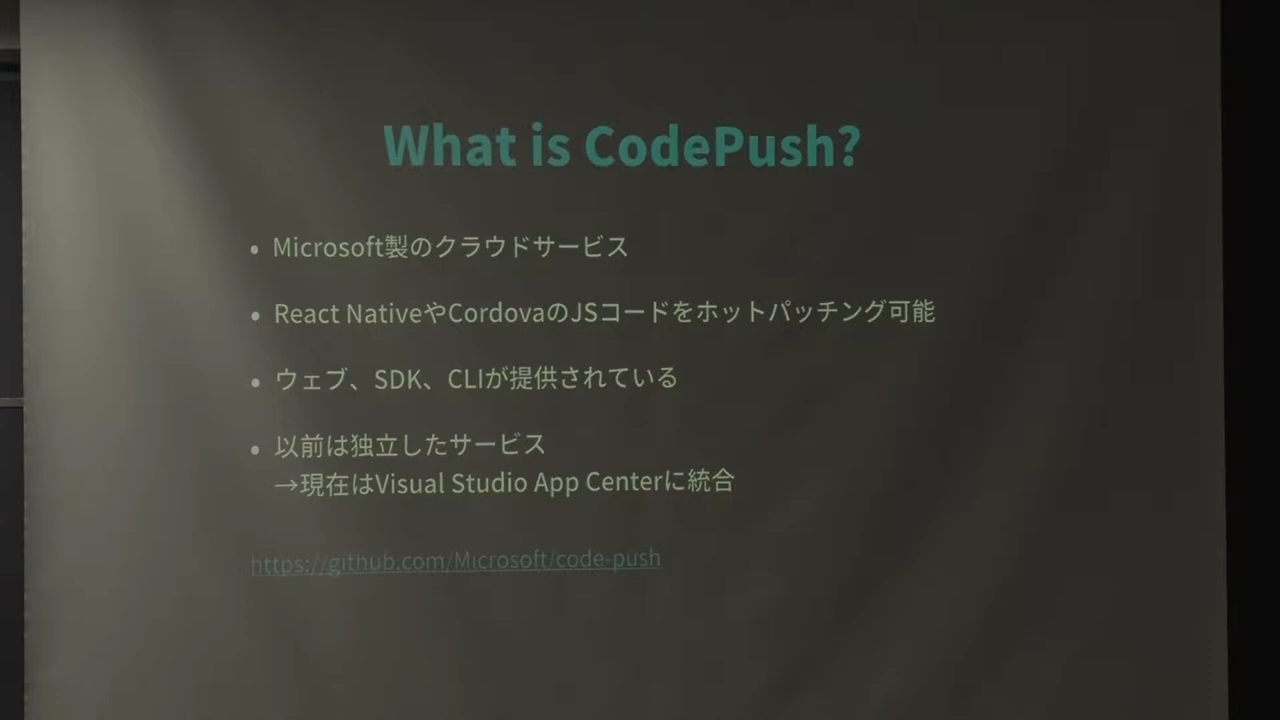 What is CodePush?
• Microsoft製のクラウドサービス
• React NativeやCordovaのJSコードをホットパッチング可能
• ウェブ、SDK、CLIが提供されている
• 以前は独立したサービス
→現在はVisual Studio App Centerに統合
https://github.com/Microsoft/code-push